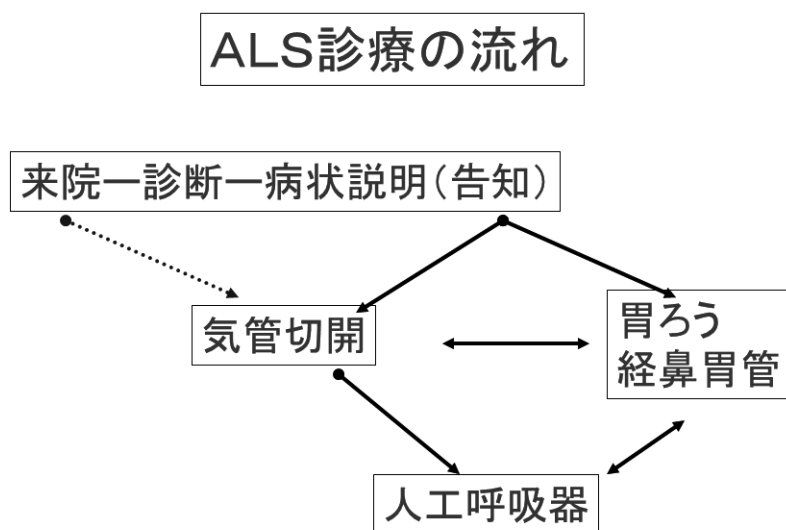 ALS診療の流れ
来院ー診断ー病状説明(告知)
気管切開
胃ろう
経鼻胃管
人工呼吸器